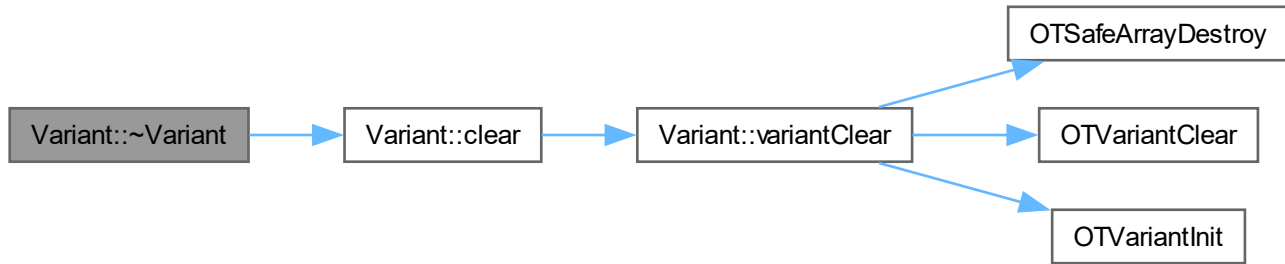 Variant::~Variant
Variant::clear
Variant::variantClear
OTSafeArrayDestroy
OTVariantClear
OTVariantInit